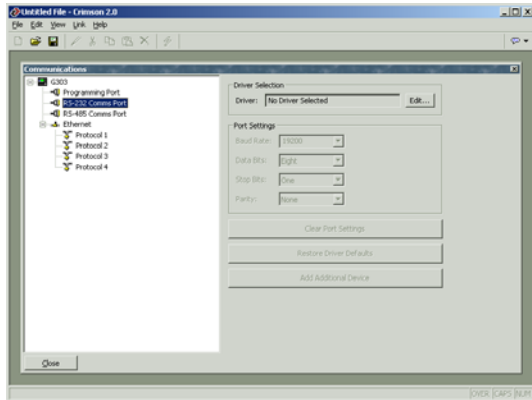 Untitled File - Crimson 2.0
File Edit View Link Help
Communications
G303
Programming Port
RS-232 Comms Port
RS-485 Comms Port
Ethernet
Protocol 1
Protocol 2
Protocol 3
Protocol 4
Driver Selection
Driver: No Driver Selected Edit...
Port Settings
Baud Rate: 19200
Data Bits: Eight
Stop Bits: One
Parity: None
Clear Port Settings
Restore Driver Defaults
Add Additional Device
Close
OVER CAPS NUM